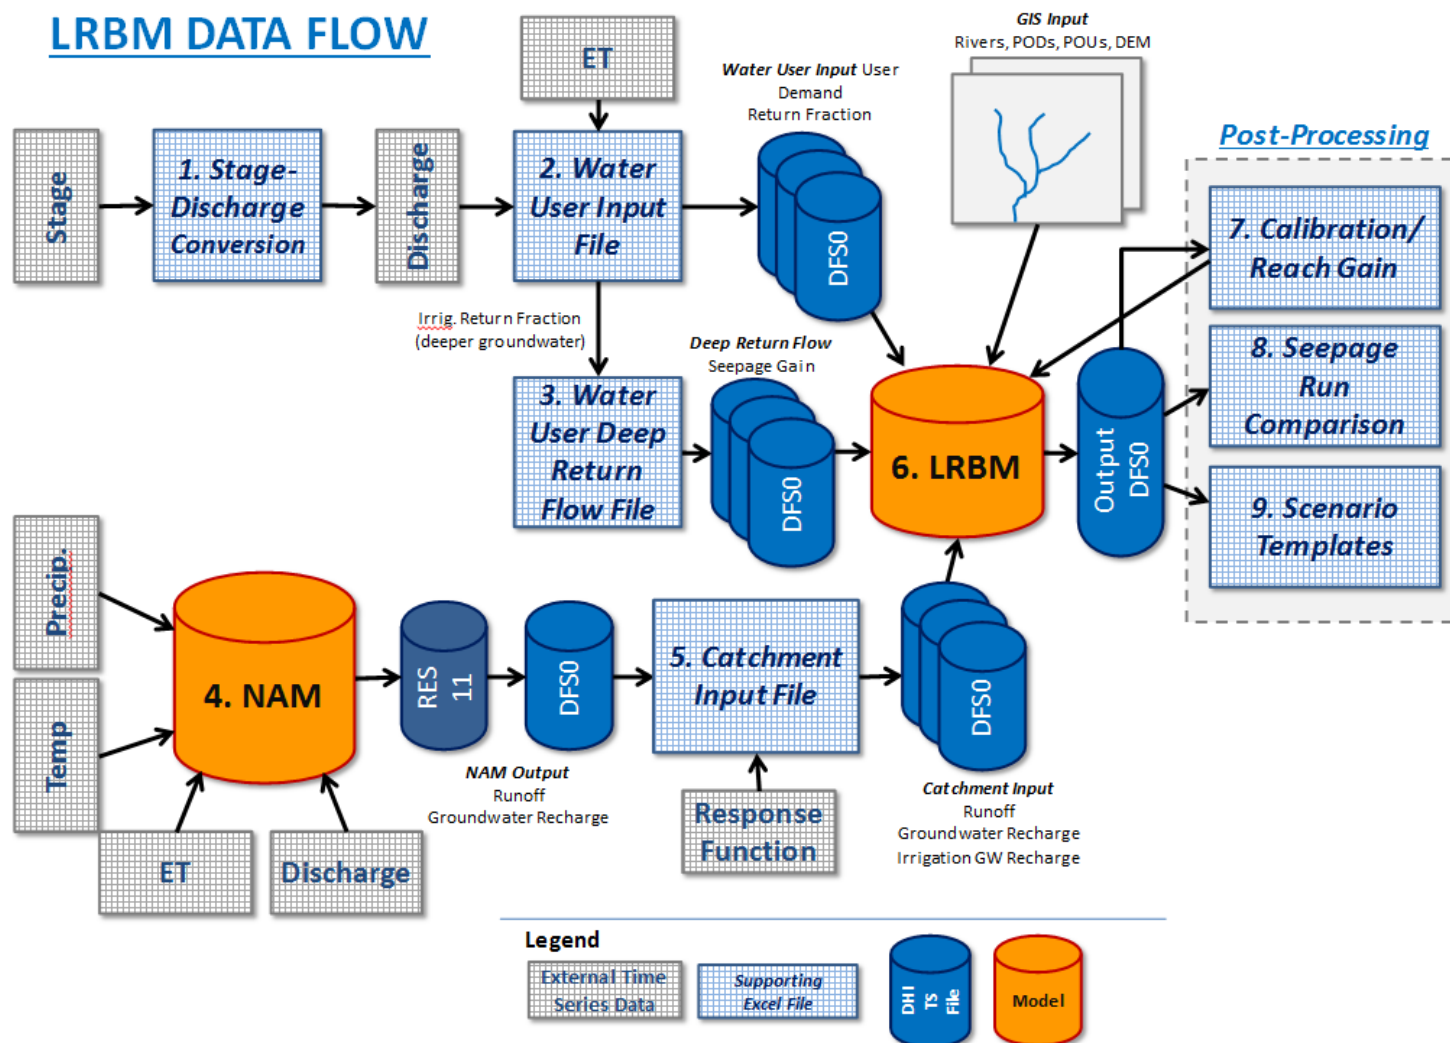 LRBM DATA FLOW
GIS Input
Rivers, PODs, POUs, DEM
ET
Water User Input User
Demand
Return Fraction
Post-Processing
Stage
1. Stage-
Discharge
Conversion
Discharge
2. Water
User Input
File
DFS0
7. Calibration/
Reach Gain
Irrig. Return Fraction
(deeper groundwater)
Deep Return Flow
Seepage Gain
8. Seepage
Run
Comparison
3. Water
User Deep
Return
Flow File
DFS0
6. LRBM
Output
DFS0
9. Scenario
Templates
Precip.
Temp
4. NAM
RES
11
DFS0
5. Catchment
Input File
DFS0
NAM Output
Runoff
Groundwater Recharge
Response
Function
Catchment Input
Runoff
Groundwater Recharge
Irrigation GW Recharge
ET
Discharge
Legend
External Time
Series Data
Supporting
Excel File
DHI
TS
File
Model